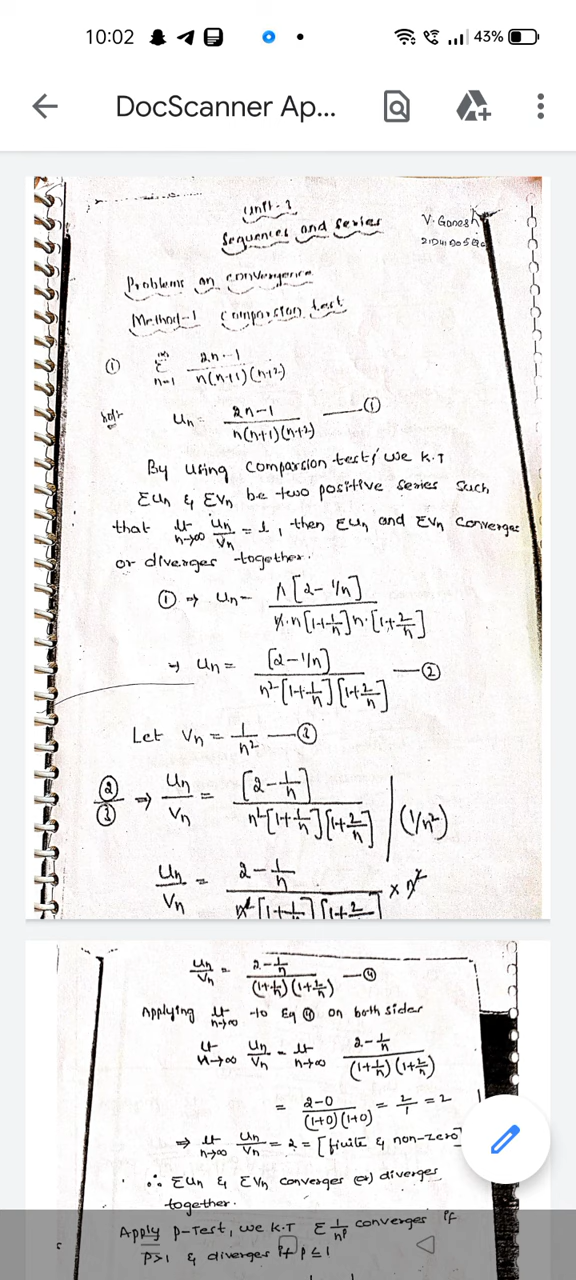 10:02 43%
DocScanner Ap...
Unit-3
Sequences and Series
V. Ganesh
Problems on convergence
Method-1 Comparsion test
① ∞ Σ n=1 2n-1 / n(n+1)(n+2)
Sol:- Un = 2n-1 / n(n+1)(n+2) —①
By using comparsion test, we K.T
ΣUn & ΣVn be two positive series such
that lt n→∞ Un/Vn = l, then ΣUn and ΣVn converges
or diverges together.
① ⇒ Un = n[2-1/n] / n·n[1+1/n]n·[1+2/n]
⇒ Un = [2-1/n] / n²[1+1/n][1+2/n] —②
Let Vn = 1/n² —③
②/③ ⇒ Un/Vn = [2-1/n] / n²[1+1/n][1+2/n] / (1/n²)
Un/Vn = 2-1/n / n²[1+1/n][1+2/n] × n²
Un/Vn = 2-1/n / (1+1/n)(1+2/n) —④
Applying lt n→∞ to Eq ④ on both sides
lt n→∞ Un/Vn = lt n→∞ 2-1/n / (1+1/n)(1+2/n)
= 2-0 / (1+0)(1+0) = 2/1 = 2
⇒ lt n→∞ Un/Vn = 2 = [finite & non-zero]
∴ ΣUn & ΣVn converges (or) diverges
together.
Apply P-Test, we K.T Σ 1/n^p converges if
P>1 & diverges if p≤1